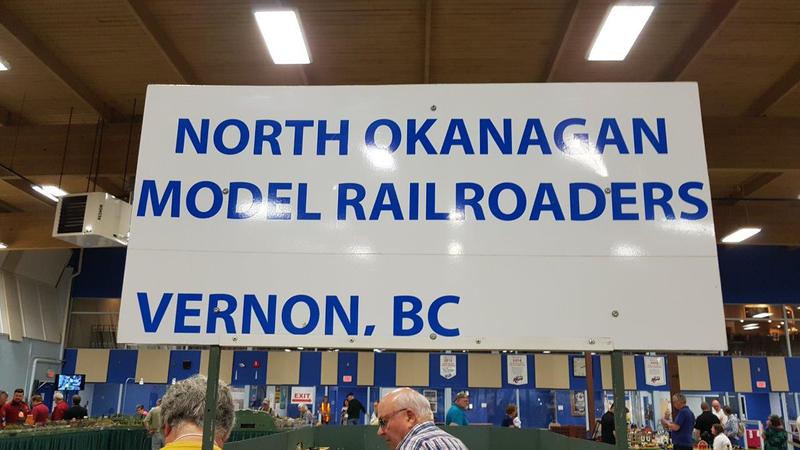 NORTH OKANAGAN
MODEL RAILROADERS
VERNON, BC
EXIT